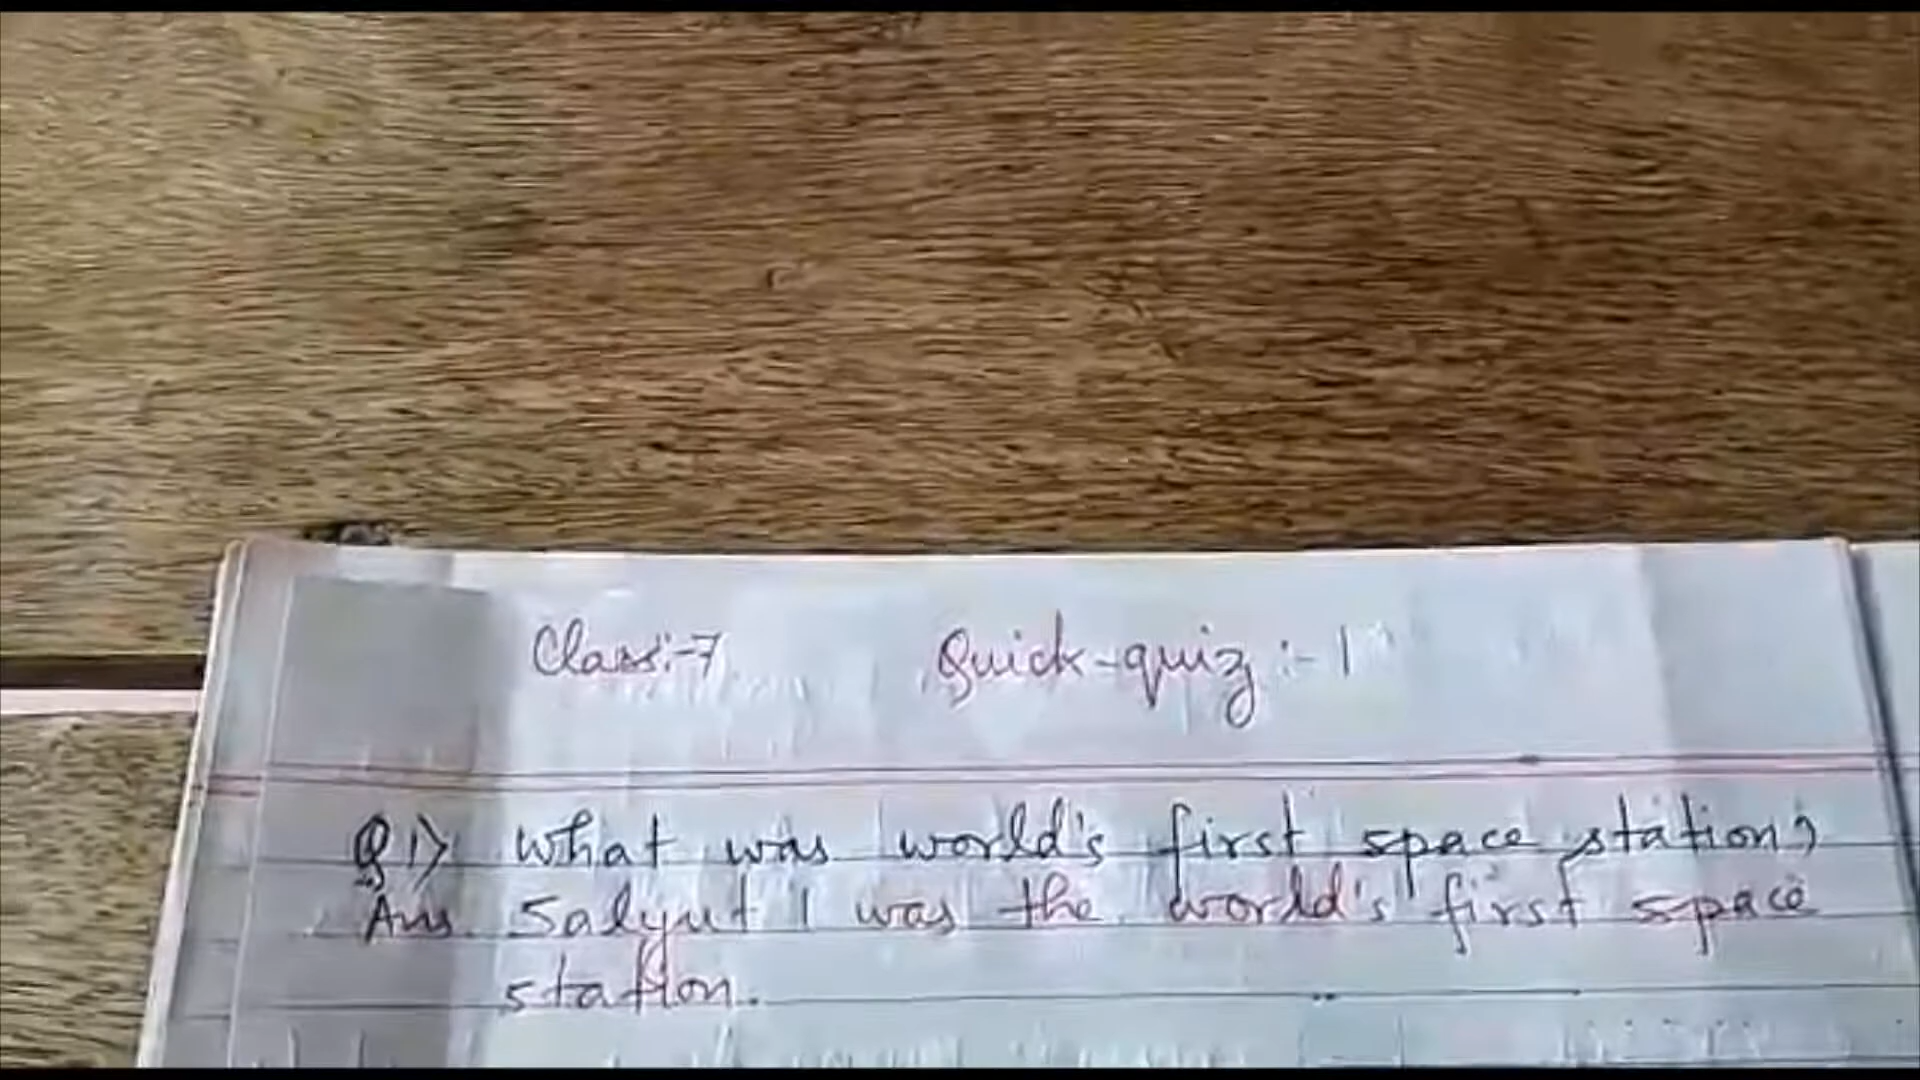 Class:-7 Quick-quiz:-1
Q1> What was world's first space station?
Ans. Salyut 1 was the world's first space
station.